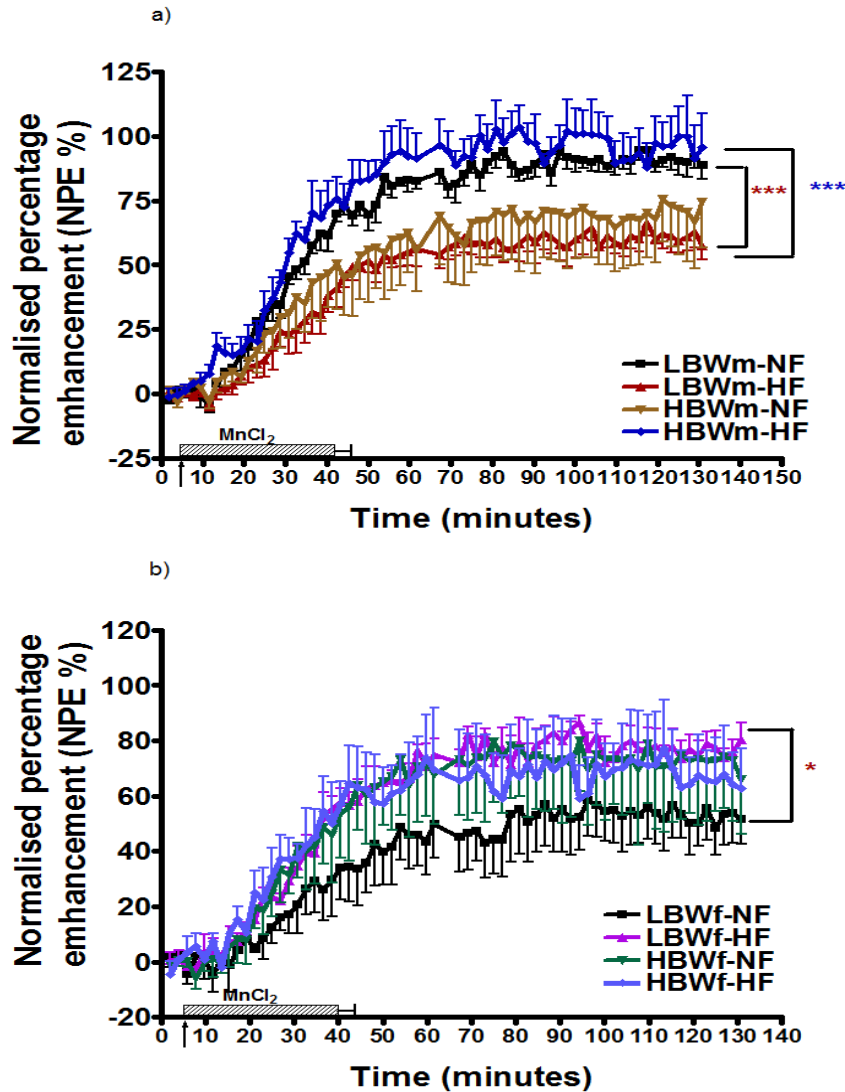 a)
Normalised percentage
emhancement (NPE %)
125
100
75
50
25
0
-25
***
***
LBWm-NF
LBWm-HF
HBWm-NF
HBWm-HF
MnCl2
0 10 20 30 40 50 60 70 80 90 100 110 120 130 140 150
Time (minutes)
b)
Normalised percentage
emhancement (NPE %)
120
100
80
60
40
20
0
-20
*
LBWf-NF
LBWf-HF
HBWf-NF
HBWf-HF
MnCl2
0 10 20 30 40 50 60 70 80 90 100 110 120 130 140
Time (minutes)